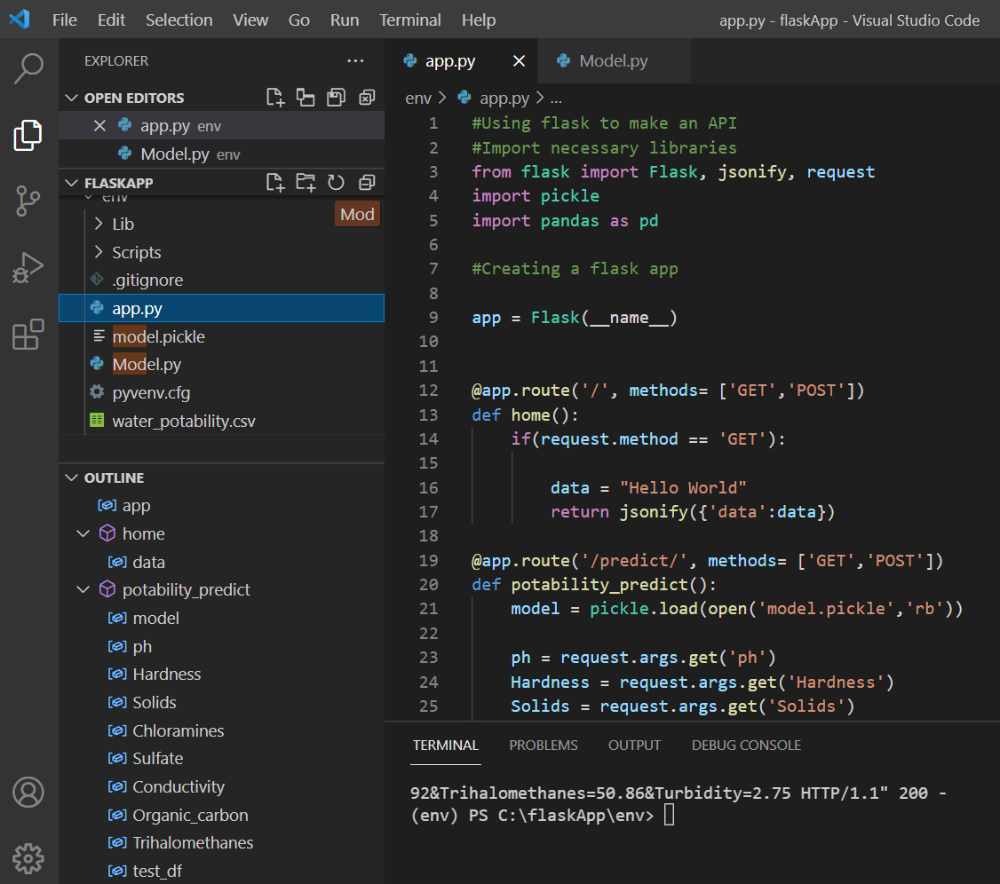 File Edit Selection View Go Run Terminal Help app.py - flaskApp - Visual Studio Code
EXPLORER
OPEN EDITORS
app.py env
Model.py env
FLASKAPP
env
Mod
Lib
Scripts
.gitignore
app.py
model.pickle
Model.py
pyvenv.cfg
water_potability.csv
OUTLINE
app
home
data
potability_predict
model
ph
Hardness
Solids
Chloramines
Sulfate
Conductivity
Organic_carbon
Trihalomethanes
test_df
app.py Model.py
env > app.py > ...
1 #Using flask to make an API
2 #Import necessary libraries
3 from flask import Flask, jsonify, request
4 import pickle
5 import pandas as pd
6
7 #Creating a flask app
8
9 app = Flask(__name__)
10
11
12 @app.route('/', methods= ['GET','POST'])
13 def home():
14     if(request.method == 'GET'):
15
16         data = "Hello World"
17         return jsonify({'data':data})
18
19 @app.route('/predict/', methods= ['GET','POST'])
20 def potability_predict():
21     model = pickle.load(open('model.pickle','rb'))
22
23     ph = request.args.get('ph')
24     Hardness = request.args.get('Hardness')
25     Solids = request.args.get('Solids')
TERMINAL PROBLEMS OUTPUT DEBUG CONSOLE
92&Trihalomethanes=50.86&Turbidity=2.75 HTTP/1.1" 200 -
(env) PS C:\flaskApp\env>